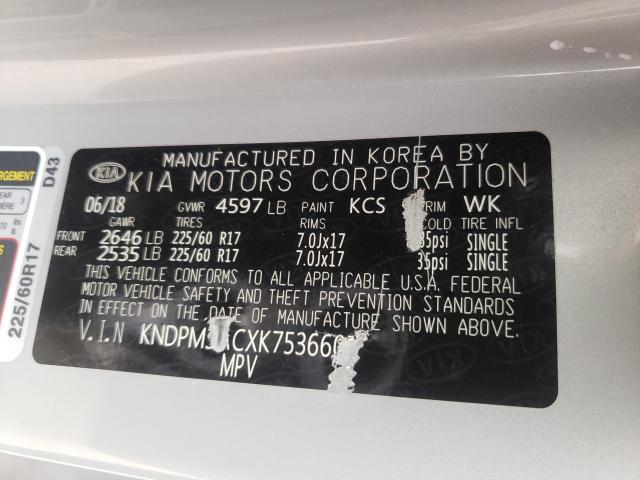 MANUFACTURED IN KOREA BY
KIA KIA MOTORS CORPORATION
06/18 GVWR 4597 LB PAINT KCS TRIM WK
GAWR TIRES RIMS COLD TIRE INFL
FRONT 2646 LB 225/60 R17 7.0Jx17 35psi SINGLE
REAR 2535 LB 225/60 R17 7.0Jx17 35psi SINGLE
THIS VEHICLE CONFORMS TO ALL APPLICABLE U.S.A. FEDERAL
MOTOR VEHICLE SAFETY AND THEFT PREVENTION STANDARDS
IN EFFECT ON THE DATE OF MANUFACTURE SHOWN ABOVE.
V.I.N
MPV
D43
225/60R17